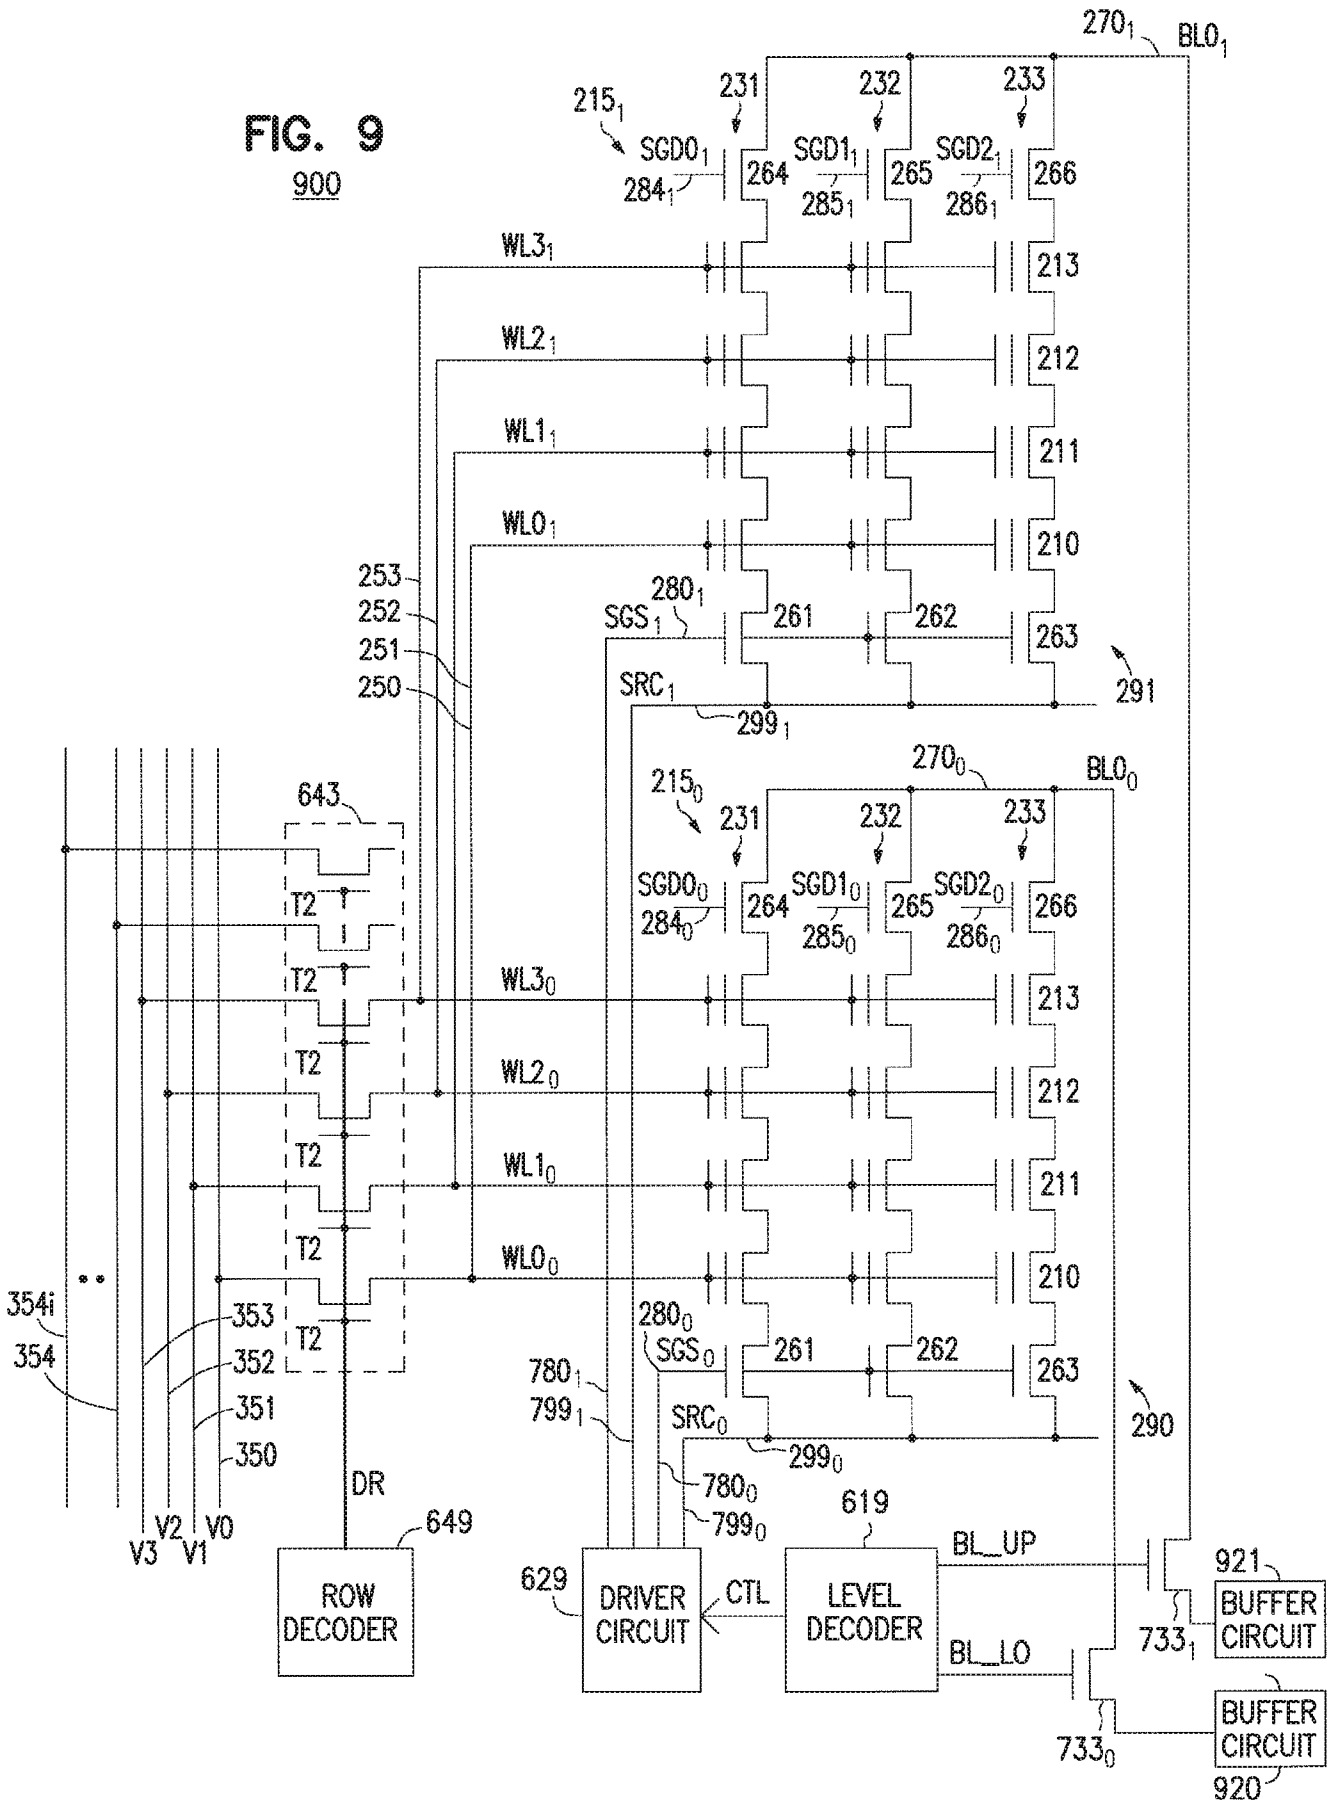 270₁ BL0₁
FIG. 9
900
215₁ 231 232 233
SGD0₁ 264 SGD1₁ 265 SGD2₁ 266
284₁ 285₁ 286₁
WL3₁ 213
WL2₁ 212
WL1₁ 211
WL0₁ 210
253
252
251
250
280₁
SGS₁ 261 262 263
SRC₁ 299₁ 291
270₀ BL0₀
643
215₀ 231 232 233
SGD0₀ 264 SGD1₀ 265 SGD2₀ 266
284₀ 285₀ 286₀
T2
T2
WL3₀ 213
T2
WL2₀ 212
T2
WL1₀ 211
T2
WL0₀ 210
T2
354i
354
353
352
351
350
280₀
SGS₀ 261 262 263
780₁
799₁
SRC₀ 299₀ 290
780₀
799₀
DR
V3 V2 V1 V0
649
ROW
DECODER
629
DRIVER
CIRCUIT
CTL
619
LEVEL
DECODER
BL_UP
BL_LO
733₁
733₀
921
BUFFER
CIRCUIT
BUFFER
CIRCUIT
920